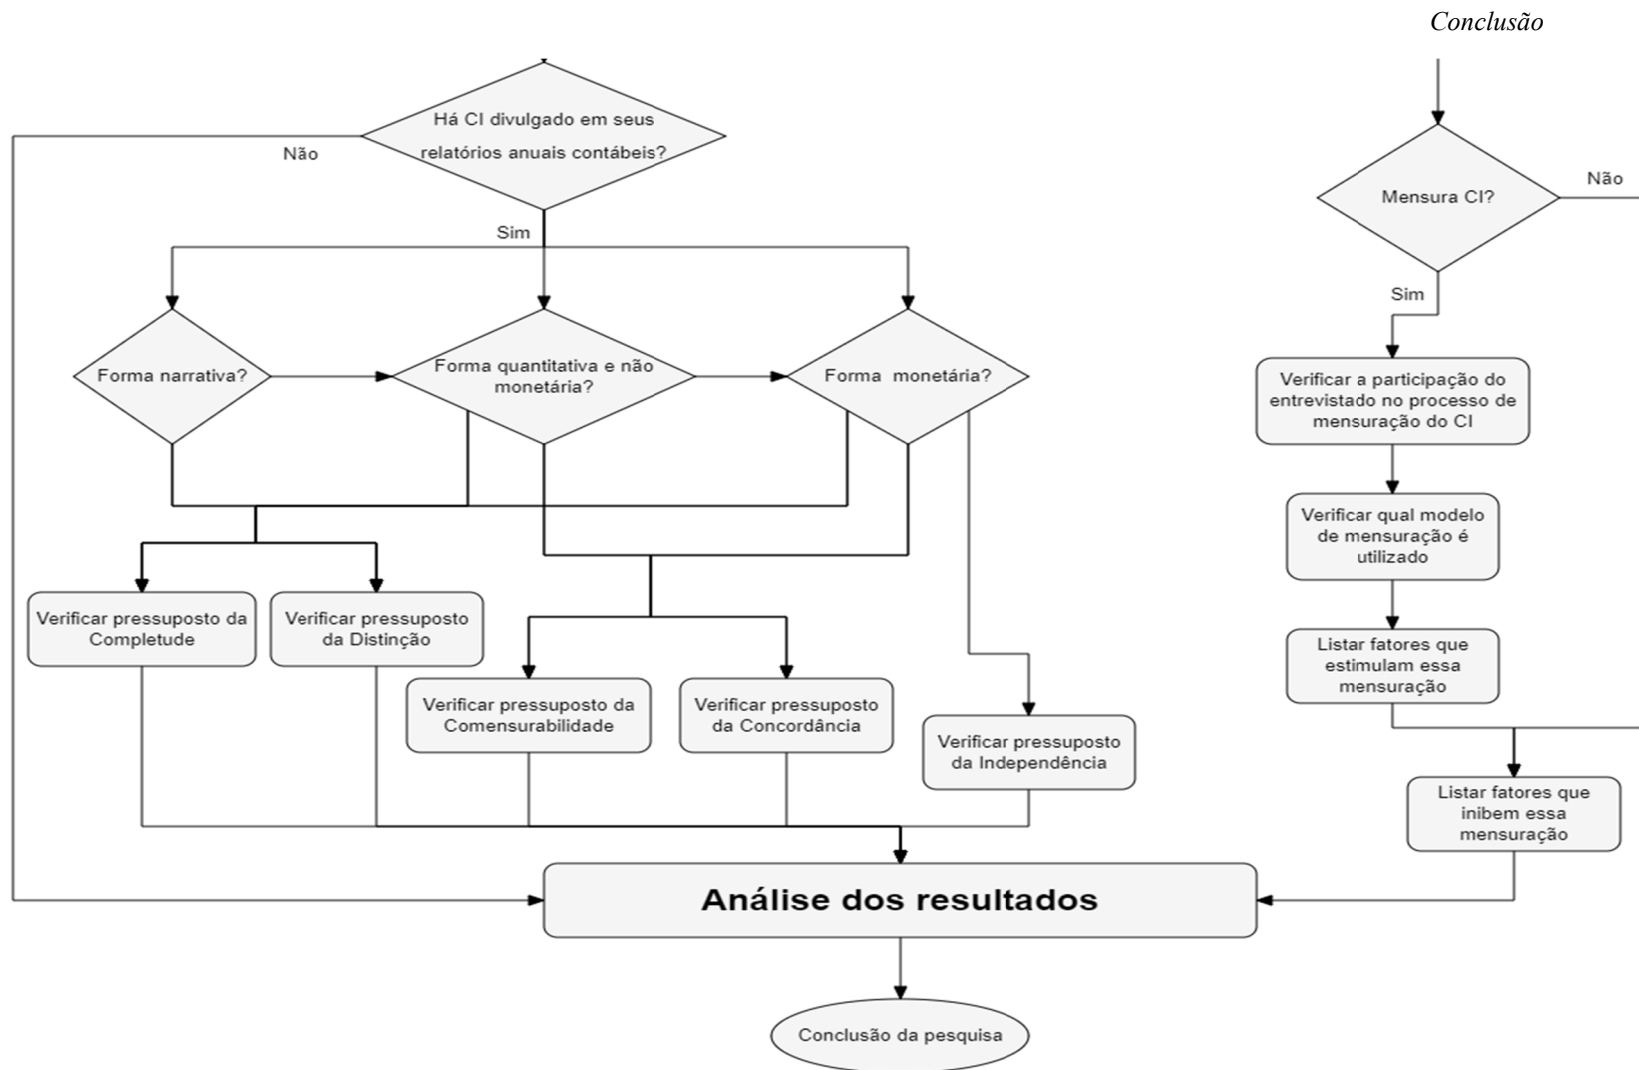 Conclusão
Há CI divulgado em seus
relatórios anuais contábeis?
Não
Sim
Mensura CI?
Não
Sim
Forma narrativa?
Forma quantitativa e não
monetária?
Forma monetária?
Verificar a participação do
entrevistado no processo de
mensuração do CI
Verificar qual modelo
de mensuração é
utilizado
Listar fatores que
estimulam essa
mensuração
Verificar pressuposto da
Completude
Verificar pressuposto
da Distinção
Verificar pressuposto da
Comensurabilidade
Verificar pressuposto
da Concordância
Verificar pressuposto
da Independência
Listar fatores que
inibem essa
mensuração
Análise dos resultados
Conclusão da pesquisa